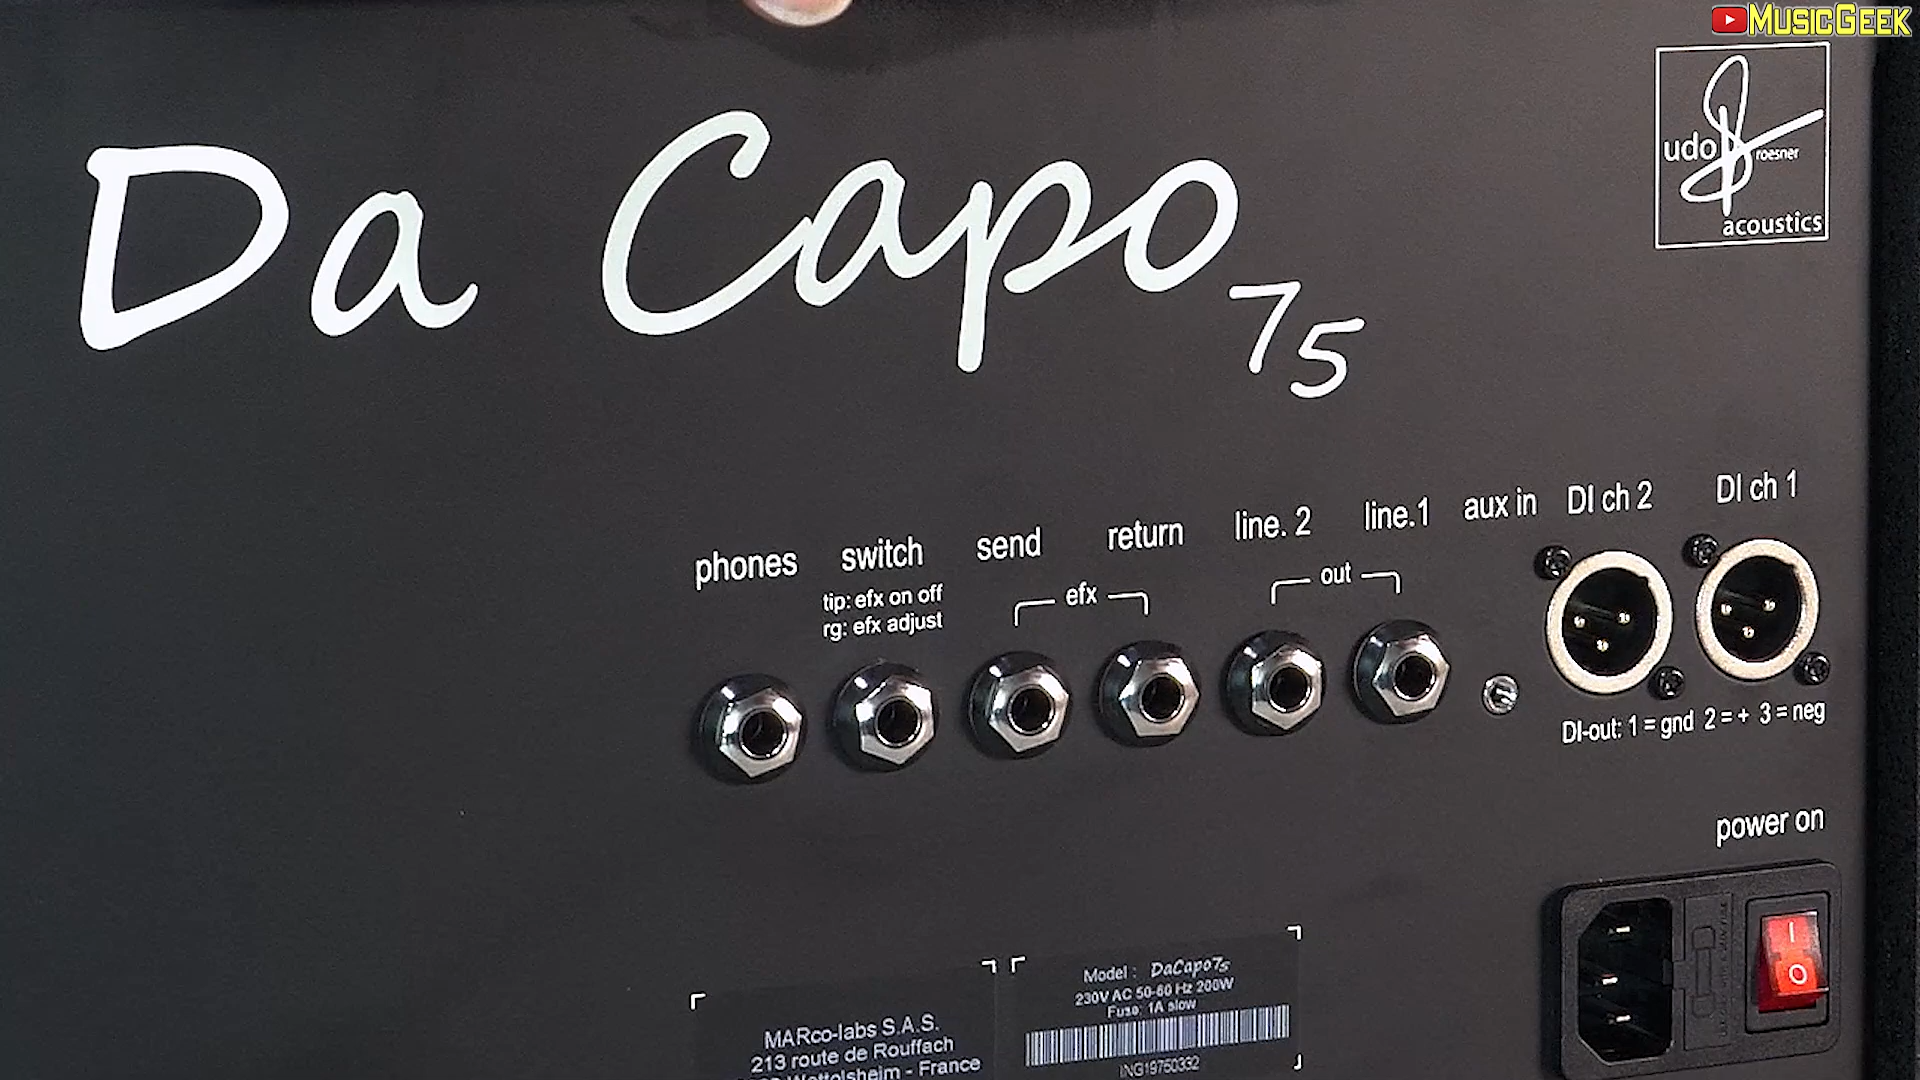 MUSICGEEK
Da Capo 75
udo roesner
acoustics
phones switch send return line. 2 line.1 aux in DI ch 2 DI ch 1
tip: efx on off
rg: efx adjust
efx
out
DI-out: 1 = gnd 2 = + 3 = neg
power on
I
O
MARco-labs S.A.S.
213 route de Rouffach
Wettolsheim - France
Model : DaCapo75
230V AC 50-60 Hz 200W
Fuse: 1A slow
ING19750332